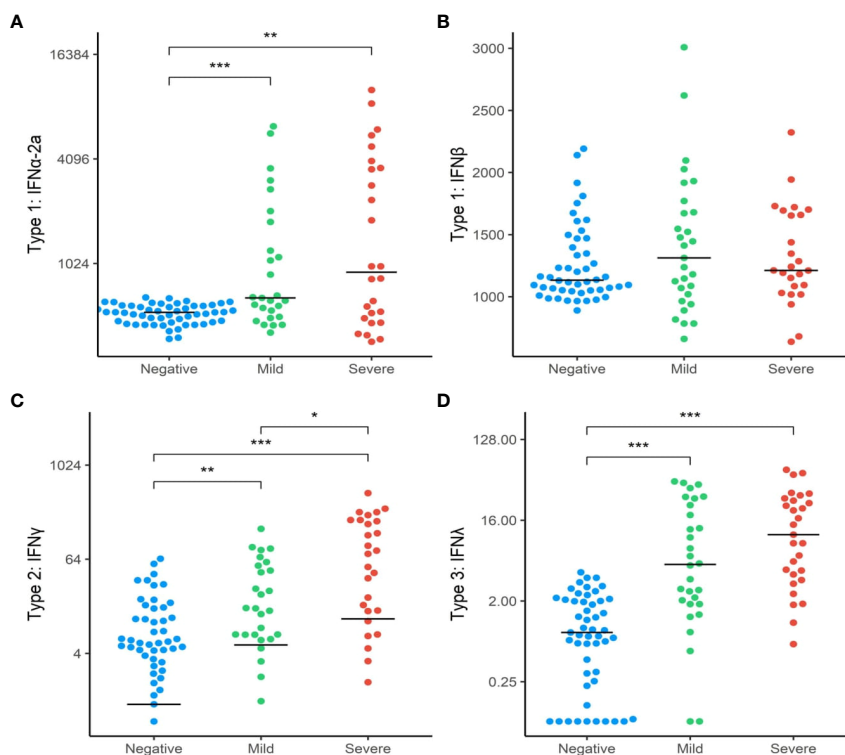 A
Type 1: IFNα-2a
16384
4096
1024
**
***
Negative
Mild
Severe
B
Type 1: IFNβ
3000
2500
2000
1500
1000
Negative
Mild
Severe
C
Type 2: IFNγ
1024
64
4
*
***
**
Negative
Mild
Severe
D
Type 3: IFNλ
128.00
16.00
2.00
0.25
***
***
Negative
Mild
Severe